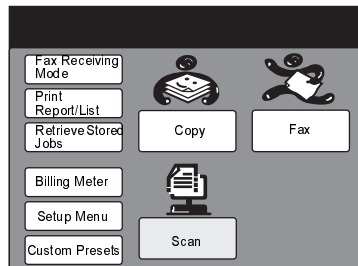 Fax Receiving
Mode
Print
Report/List
Retrieve Stored
Jobs
Copy
Fax
Billing Meter
Setup Menu
Custom Presets
Scan